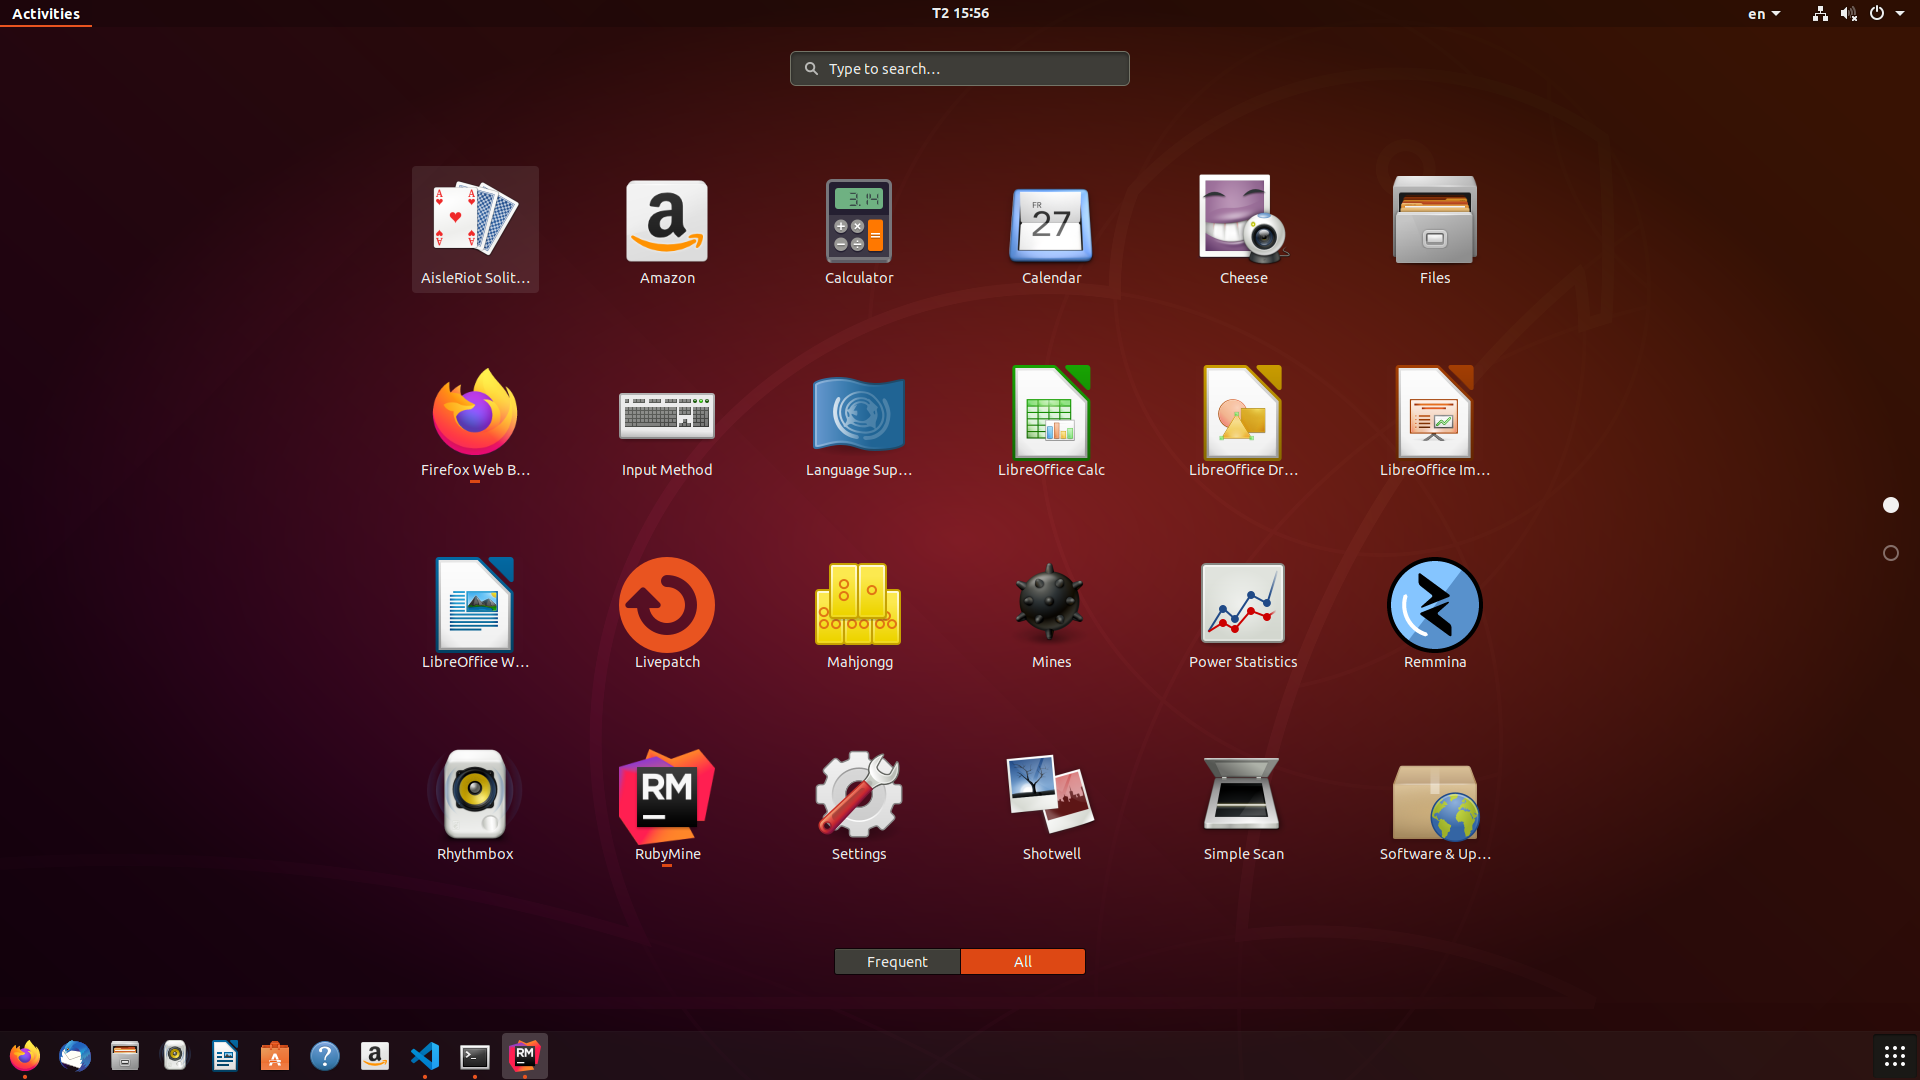 Activities
T2 15:56
en
Type to search...
AisleRiot Solit...
Amazon
Calculator
Calendar
Cheese
Files
3.14
FR
27
Firefox Web B...
Input Method
Language Sup...
LibreOffice Calc
LibreOffice Dr...
LibreOffice Im...
LibreOffice W...
Livepatch
Mahjongg
Mines
Power Statistics
Remmina
RM
Rhythmbox
RubyMine
Settings
Shotwell
Simple Scan
Software & Up...
Frequent
All
RM